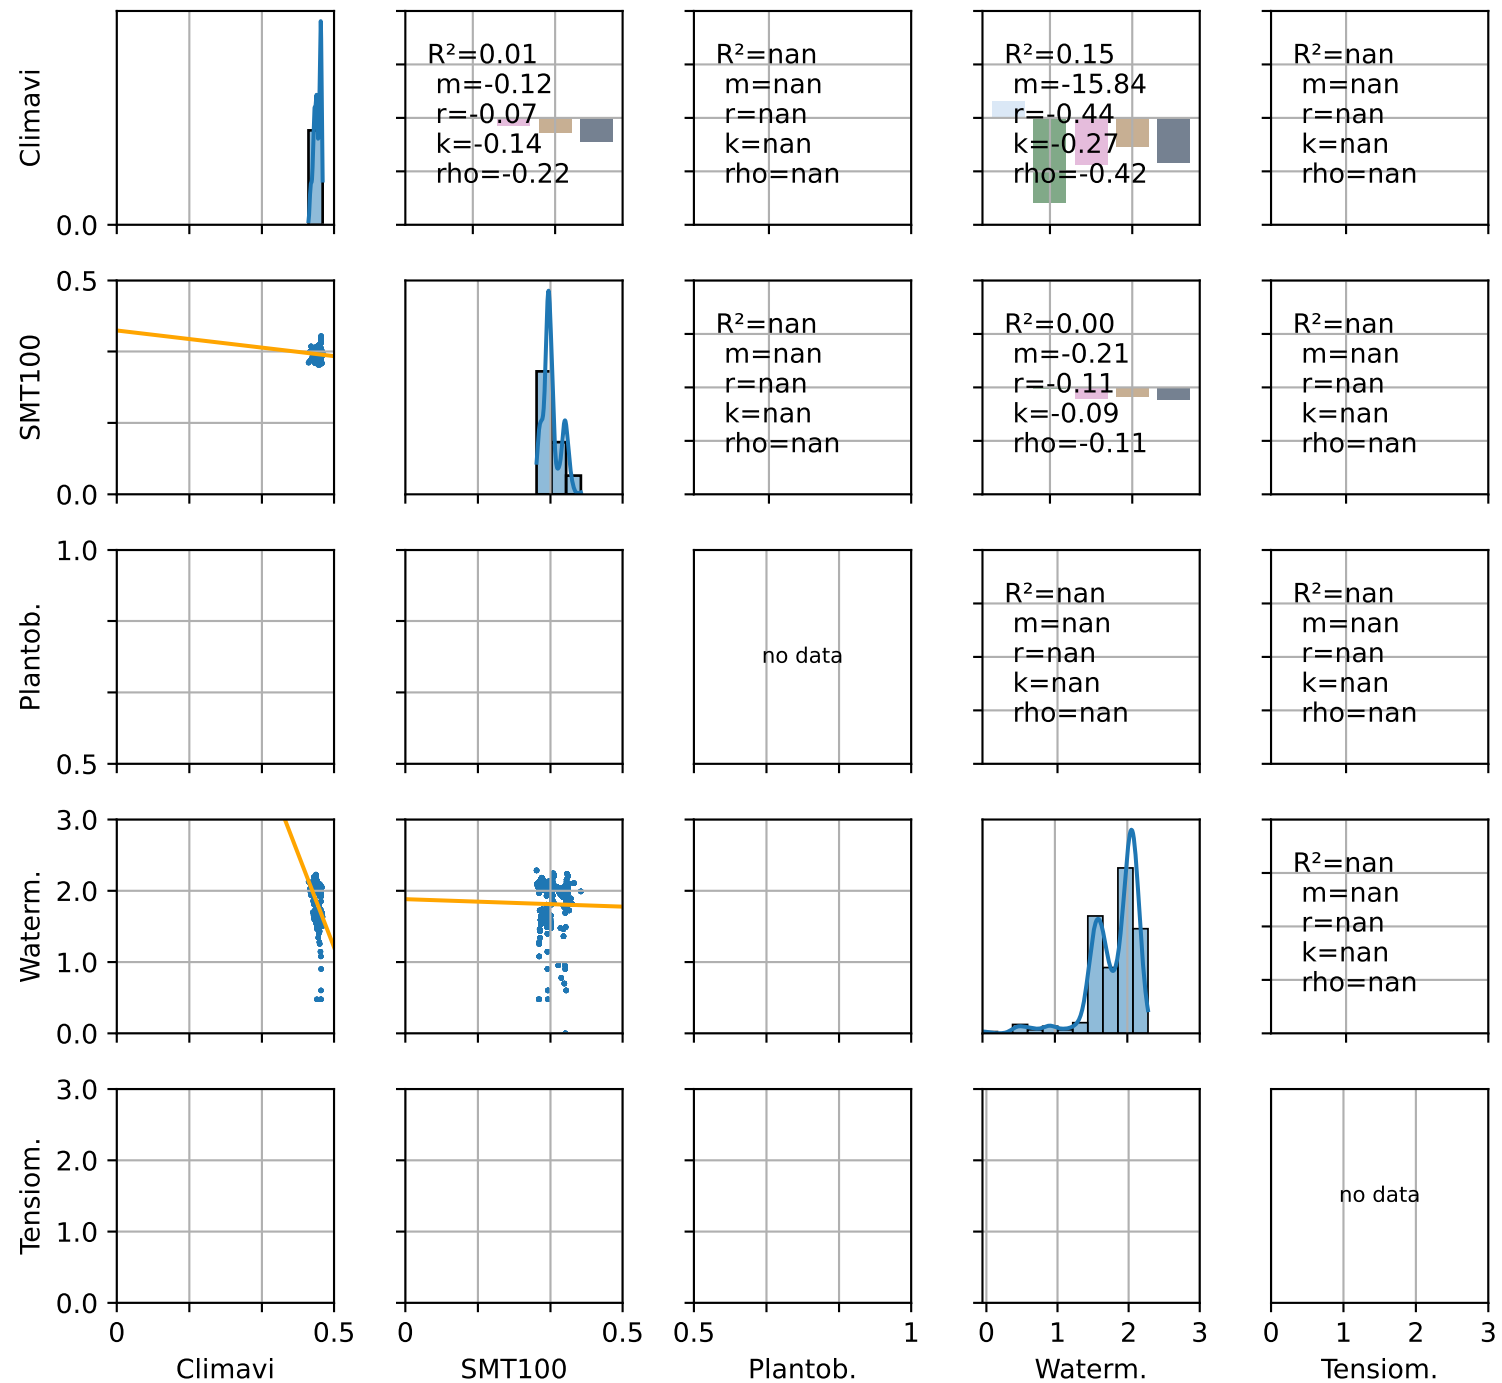 Climavi
0.0
R²=0.01
m=-0.12
r=-0.07
k=-0.14
rho=-0.22
R²=nan
m=nan
r=nan
k=nan
rho=nan
R²=0.15
m=-15.84
r=-0.44
k=-0.27
rho=-0.42
R²=nan
m=nan
r=nan
k=nan
rho=nan
SMT100
0.5
0.0
R²=nan
m=nan
r=nan
k=nan
rho=nan
R²=0.00
m=-0.21
r=-0.11
k=-0.09
rho=-0.11
R²=nan
m=nan
r=nan
k=nan
rho=nan
Plantob.
1.0
0.5
no data
R²=nan
m=nan
r=nan
k=nan
rho=nan
R²=nan
m=nan
r=nan
k=nan
rho=nan
Waterm.
3.0
2.0
1.0
0.0
R²=nan
m=nan
r=nan
k=nan
rho=nan
Tensiom.
3.0
2.0
1.0
0.0
no data
0 0.5 0 0.5 0.5 1 0 1 2 3 0 1 2 3
Climavi SMT100 Plantob. Waterm. Tensiom.